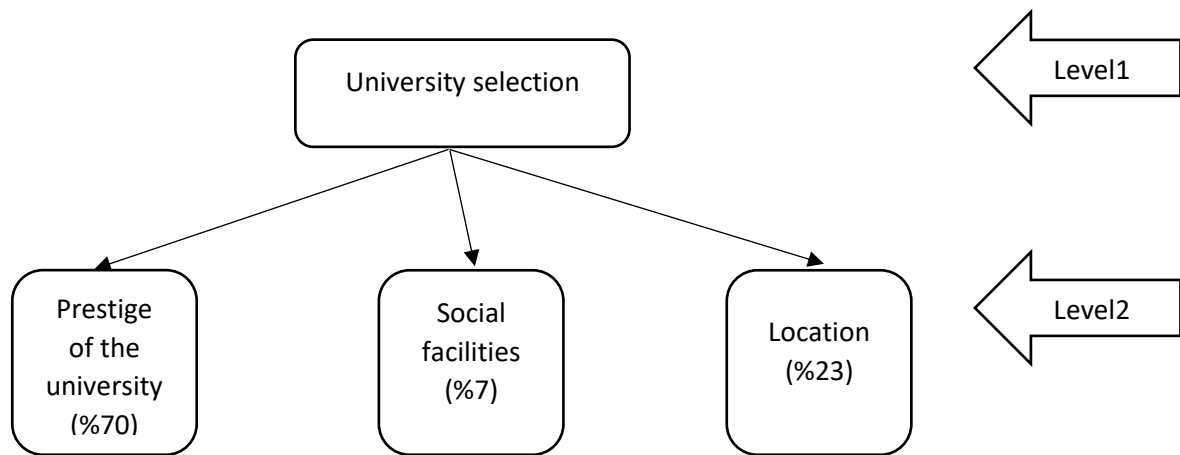 University selection
Level1
Prestige
of the
university
(%70)
Social
facilities
(%7)
Location
(%23)
Level2